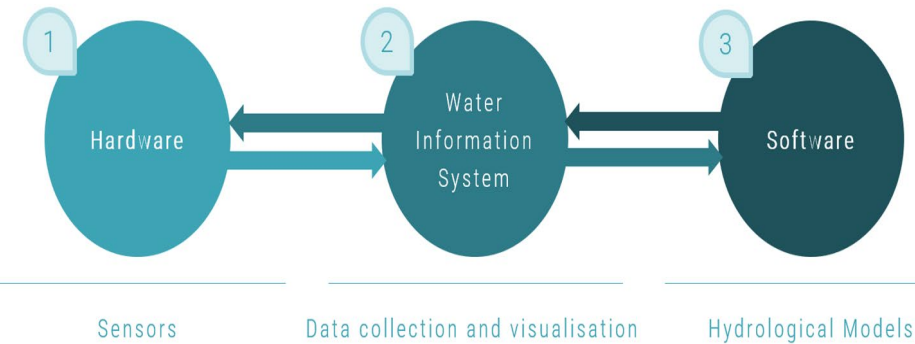 1
2
3
Hardware
Water
Information
System
Software
Sensors
Data collection and visualisation
Hydrological Models